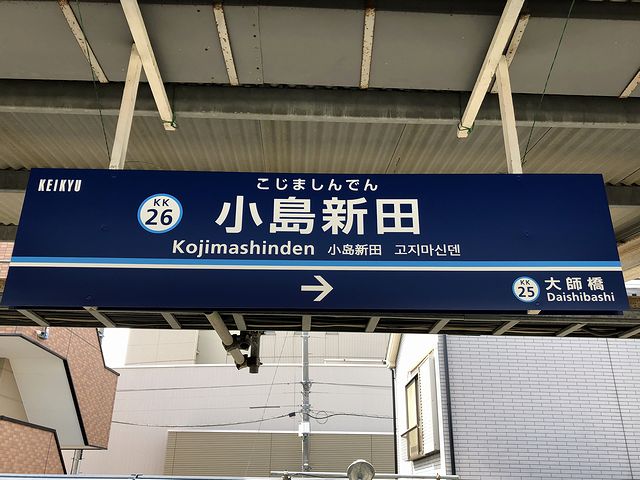 KEIKYU
こじましんでん
KK
26
小島新田
Kojimashinden 小岛新田 고지마신덴
→
KK
25
大師橋
Daishibashi